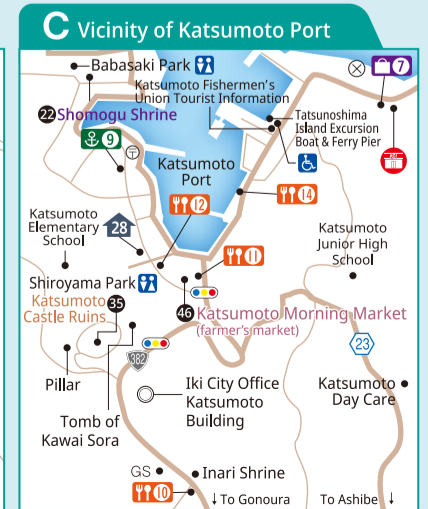 C Vicinity of Katsumoto Port
Babasaki Park
7
Katsumoto Fishermen's
Union Tourist Information
22 Shomogu Shrine
Tatsunoshima
Island Excursion
Boat & Ferry Pier
9
〒
Katsumoto
Port
14
12
Katsumoto
Elementary
School
28
Katsumoto
Junior High
School
11
Shiroyama Park
Katsumoto
Castle Ruins
35
46 Katsumoto Morning Market
(farmer's market)
23
382
Pillar
Iki City Office
Katsumoto
Building
Katsumoto
Day Care
Tomb of
Kawai Sora
GS
Inari Shrine
10
↓To Gonoura
To Ashibe ↓